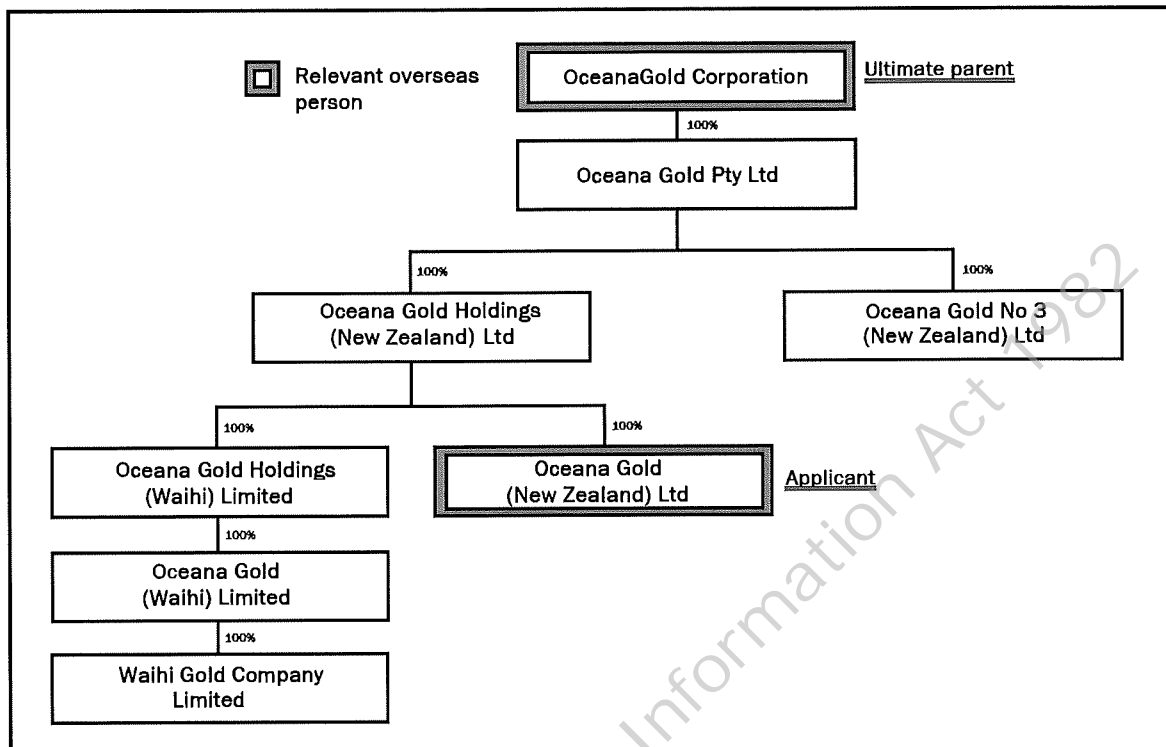 Relevant overseas
person
OceanaGold Corporation
Ultimate parent
100%
Oceana Gold Pty Ltd
100%
100%
Oceana Gold Holdings
(New Zealand) Ltd
Oceana Gold No 3
(New Zealand) Ltd
100%
100%
Oceana Gold Holdings
(Waihi) Limited
Oceana Gold
(New Zealand) Ltd
Applicant
100%
Oceana Gold
(Waihi) Limited
100%
Waihi Gold Company
Limited
Information Act 1982